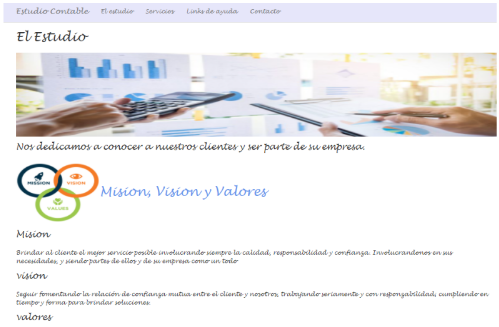 Estudio Contable El estudio Servicios Links de ayuda Contacto
El Estudio
Nos dedicamos a conocer a nuestros clientes y ser parte de su empresa.
MISSION VISION
VALUES
Mision, Vision y Valores
Mision
Brindar al cliente el mejor servicio posible involucrando siempre la calidad, responsabilidad y confianza. Involucrandonos en sus
necesidades, y siendo partes de ellos y de su empresa como un todo
vision
Seguir fomentando la relación de confianza mutua entre el cliente y nosotros, trabajando seriamente y con responsabilidad, cumpliendo en
tiempo y forma para brindar soluciones.
valores